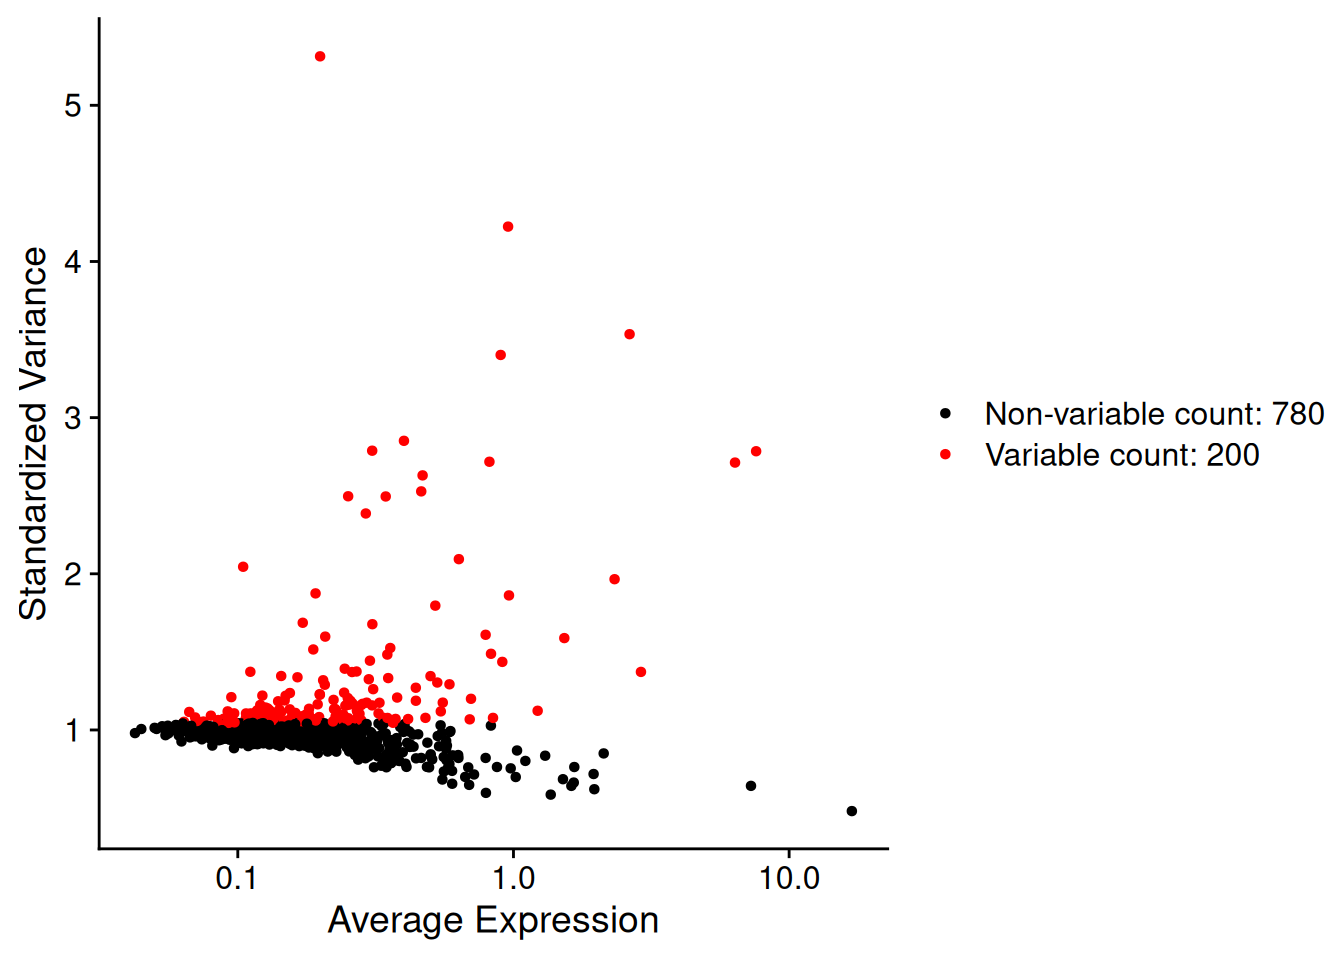 Standardized Variance
5
4
3
2
1
0.1
1.0
10.0
Average Expression
Non-variable count: 780
Variable count: 200